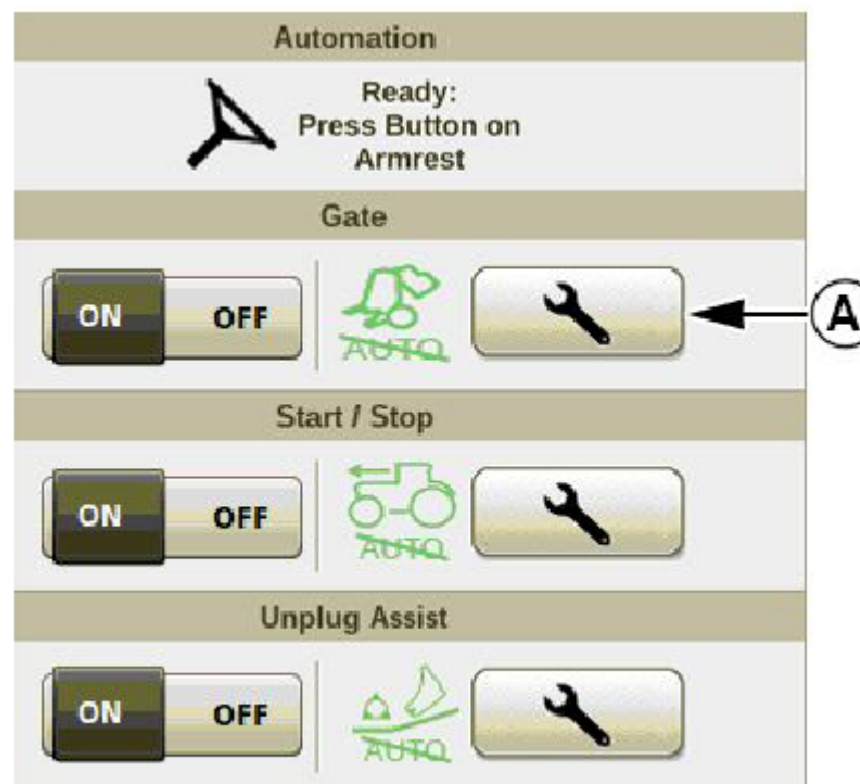 Automation
Ready:
Press Button on
Armrest
Gate
ON OFF
AUTO
A
Start / Stop
ON OFF
AUTO
Unplug Assist
ON OFF
AUTO